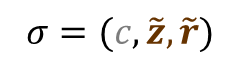 σ = (c, z̃, r̃)